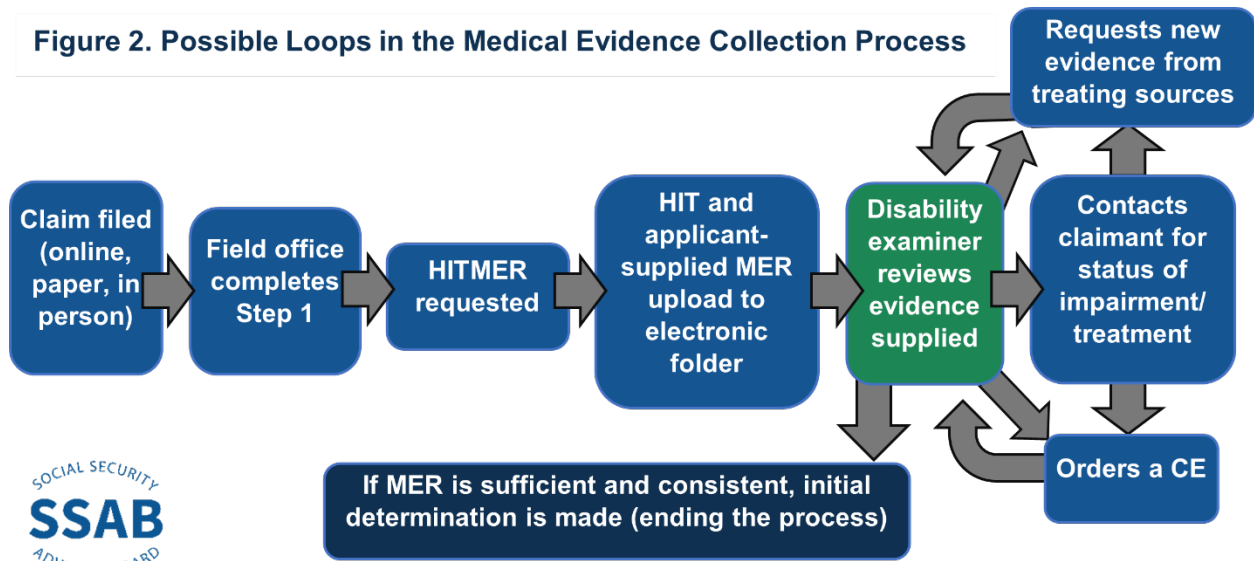 Figure 2. Possible Loops in the Medical Evidence Collection Process
Requests new
evidence from
treating sources
Claim filed
(online,
paper, in
person)
Field office
completes
Step 1
HITMER
requested
HIT and
applicant-
supplied MER
upload to
electronic
folder
Disability
examiner
reviews
evidence
supplied
Contacts
claimant for
status of
impairment/
treatment
Orders a CE
If MER is sufficient and consistent, initial
determination is made (ending the process)
SOCIAL SECURITY
SSAB